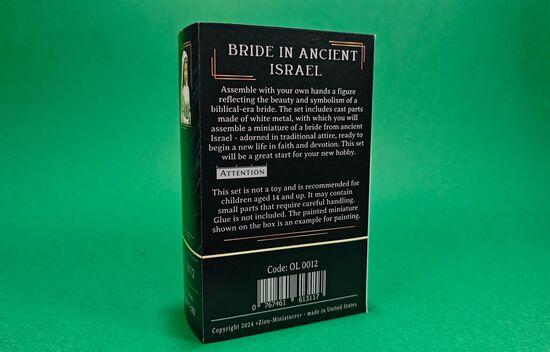 BRIDE IN ANCIENT
ISRAEL
Assemble with your own hands a figure
reflecting the beauty and symbolism of a
biblical-era bride. The set includes cast parts
made of white metal, with which you will
assemble a miniature of a bride from ancient
Israel - adorned in traditional attire, ready to
begin a new life in faith and devotion. This set
will be a great start for your new hobby.
ATTENTION
This set is not a toy and is recommended for
children aged 14 and up. It may contain
small parts that require careful handling.
Glue is not included. The painted miniature
shown on the box is an example for painting.
Code: OL 0012
0 767461 613117
Copyright 2024 «Zion-Miniatures» - made in United States